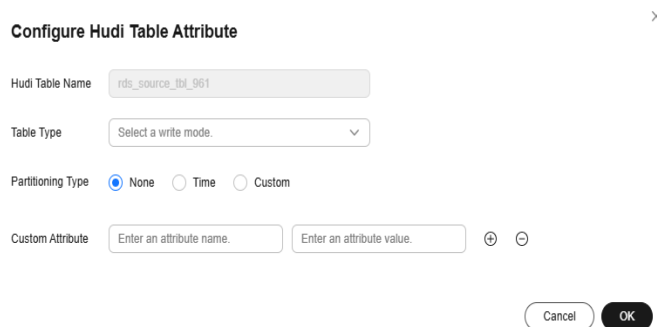 Configure Hudi Table Attribute
Hudi Table Name rds_source_tbl_961
Table Type Select a write mode.
Partitioning Type None Time Custom
Custom Attribute Enter an attribute name. Enter an attribute value.
Cancel OK